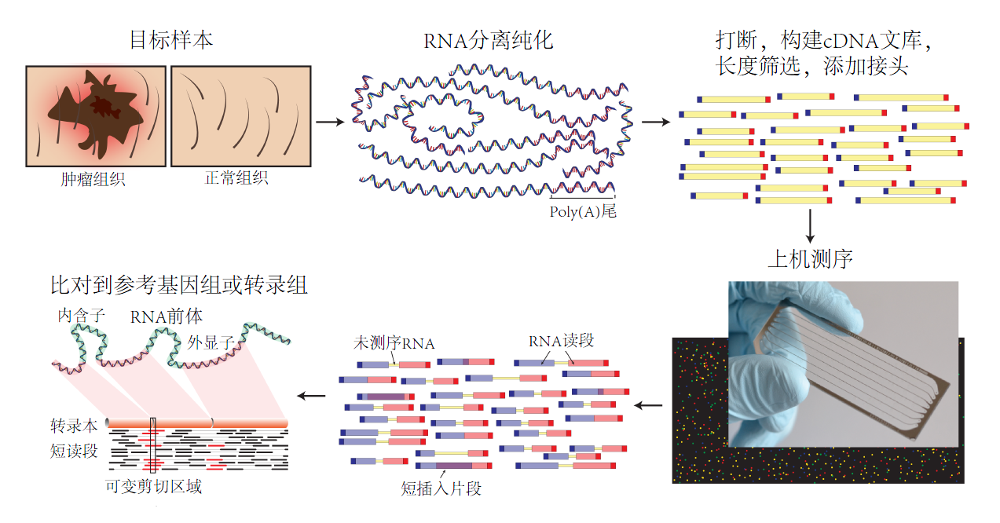 目标样本
RNA分离纯化
打断，构建cDNA文库，
长度筛选，添加接头
肿瘤组织
正常组织
Poly(A)尾
上机测序
比对到参考基因组或转录组
内含子
RNA前体
外显子
未测序RNA
RNA读段
转录本
短读段
可变剪切区域
短插入片段